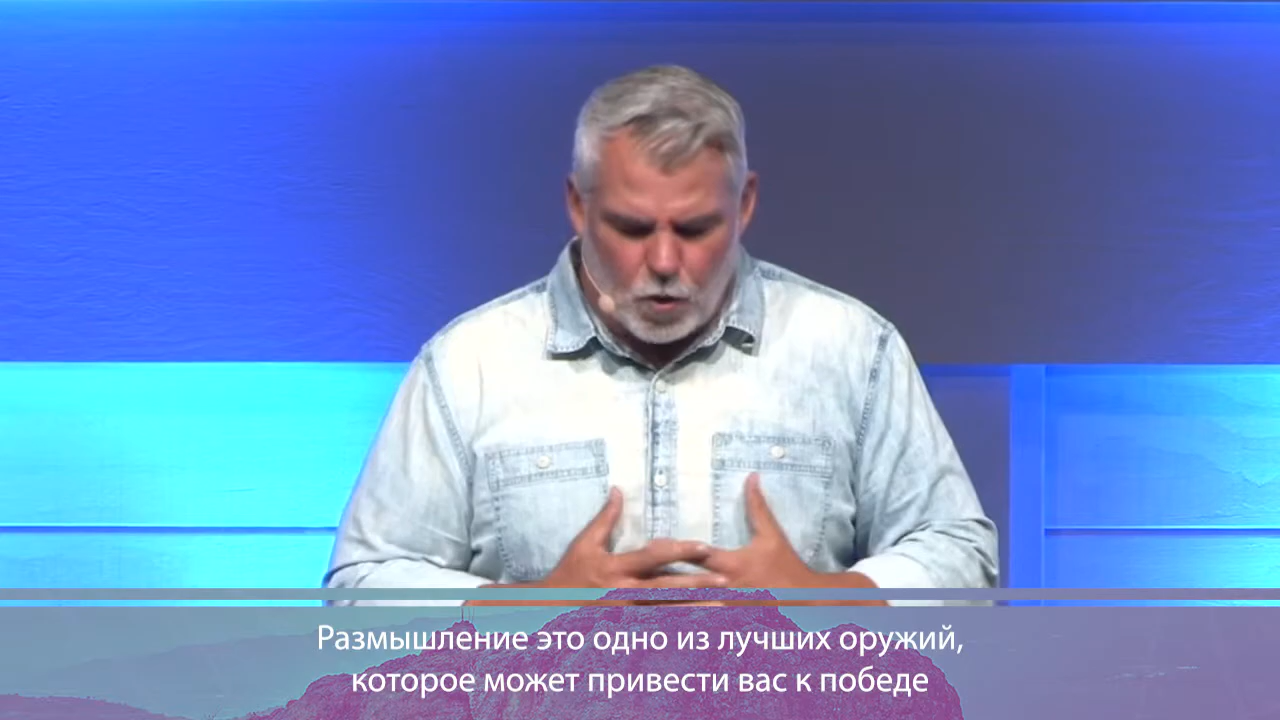 Размышление это одно из лучших оружий,
которое может привести вас к победе